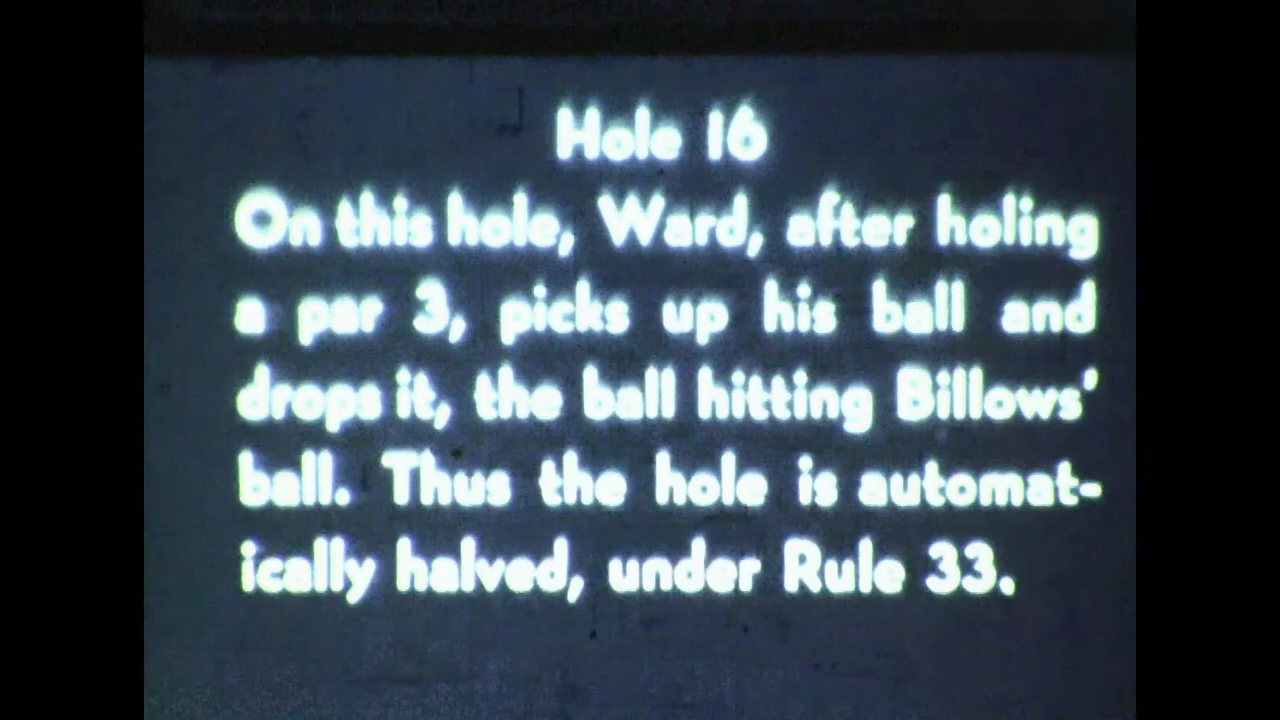 Hole 16
On this hole, Ward, after holing
a par 3, picks up his ball and
drops it, the ball hitting Billows'
ball. Thus the hole is automat-
ically halved, under Rule 33.